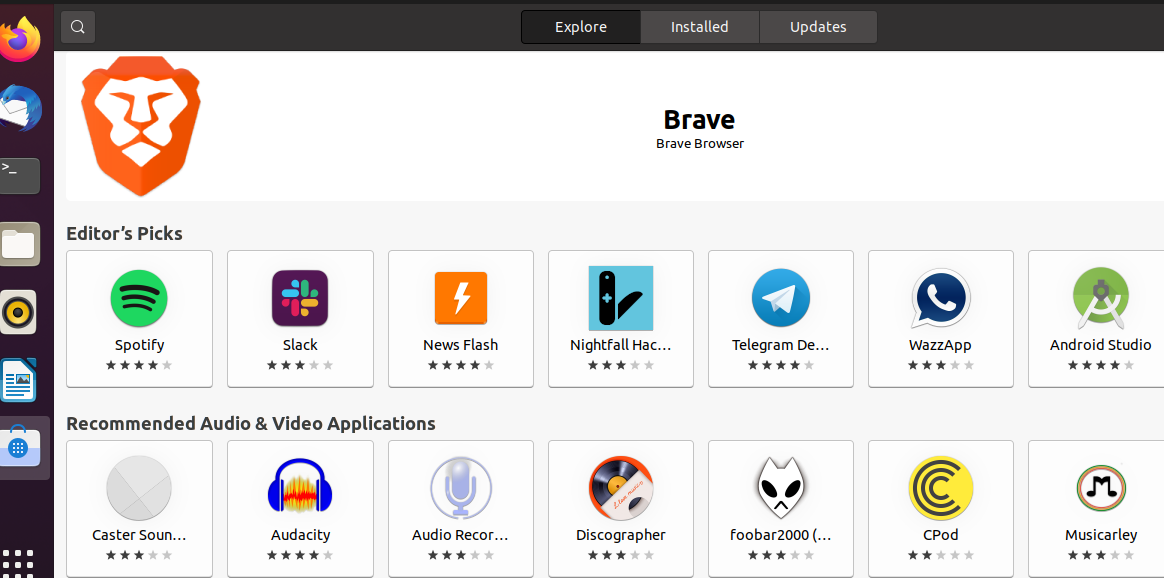 Explore Installed Updates
Brave
Brave Browser
Editor’s Picks
Spotify Slack News Flash Nightfall Hac… Telegram De… WazzApp Android Studio
Recommended Audio & Video Applications
Caster Soun… Audacity Audio Recor… Discographer foobar2000 (… CPod Musicarley